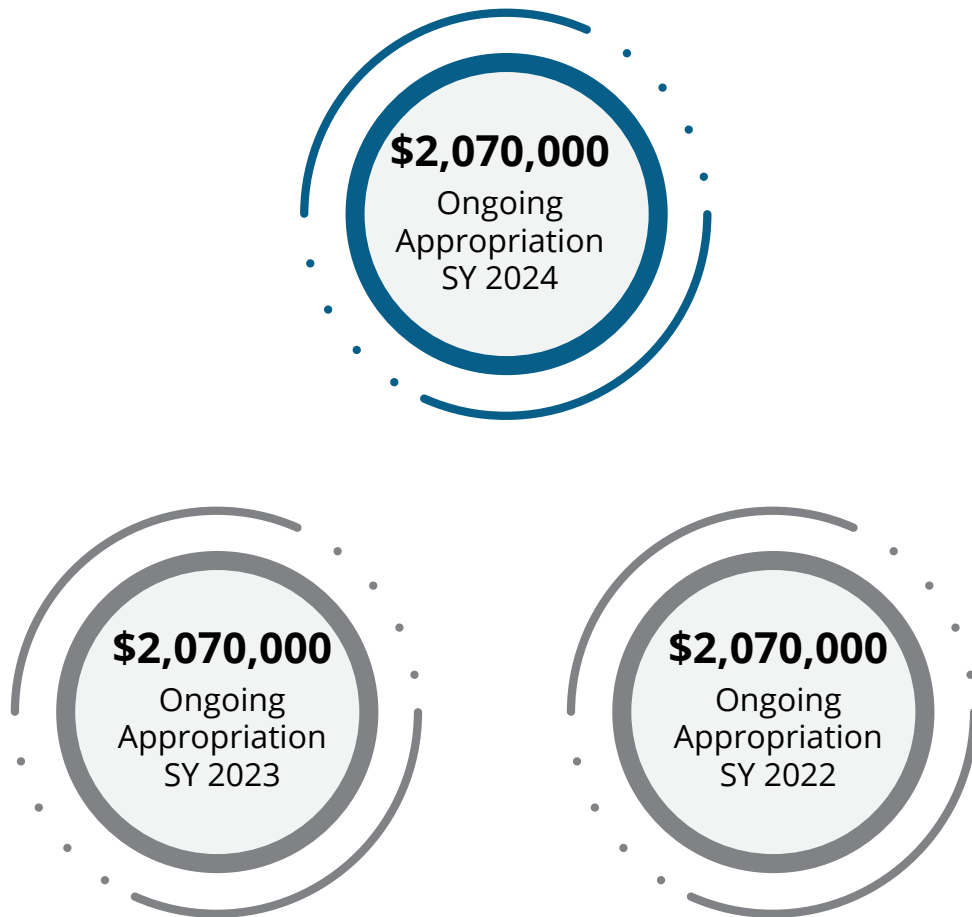 $2,070,000
Ongoing
Appropriation
SY 2024
$2,070,000
Ongoing
Appropriation
SY 2023
$2,070,000
Ongoing
Appropriation
SY 2022